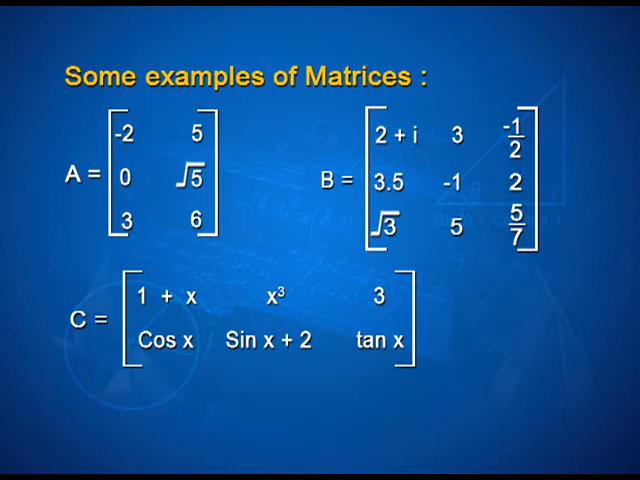 Some examples of Matrices :
A = [ -2 5
0 √5
3 6 ]
B = [ 2 + i 3 -1/2
3.5 -1 2
√3 5 5/7 ]
C = [ 1 + x x³ 3
Cos x Sin x + 2 tan x ]